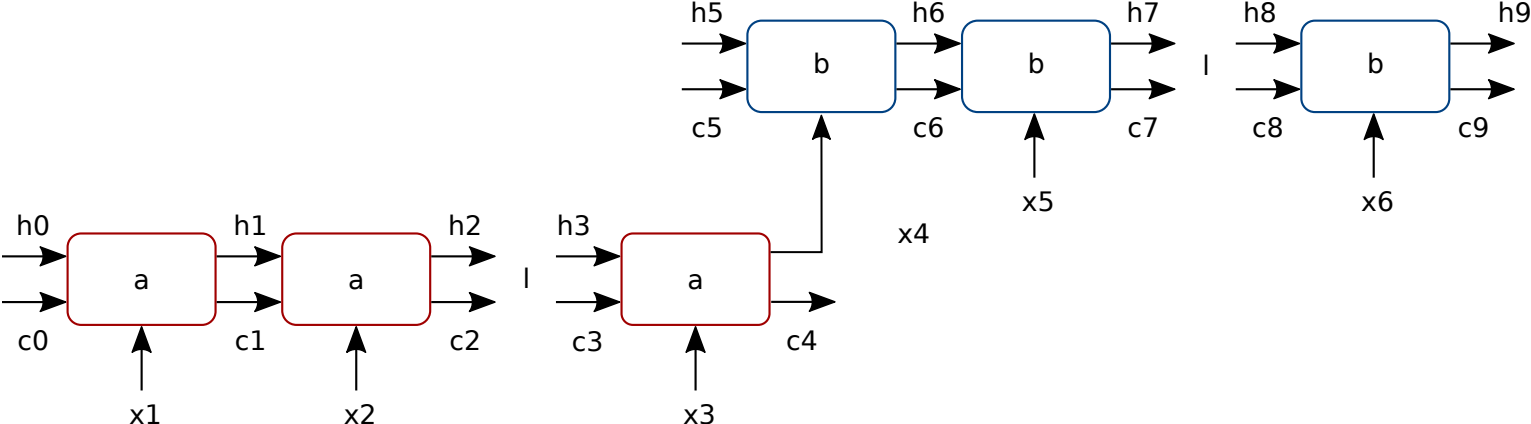 h5 h6 h7 h8 h9
b b l b
c5 c6 c7 c8 c9
x5 x6
h0 h1 h2 h3 x4
a a l a
c0 c1 c2 c3 c4
x1 x2 x3